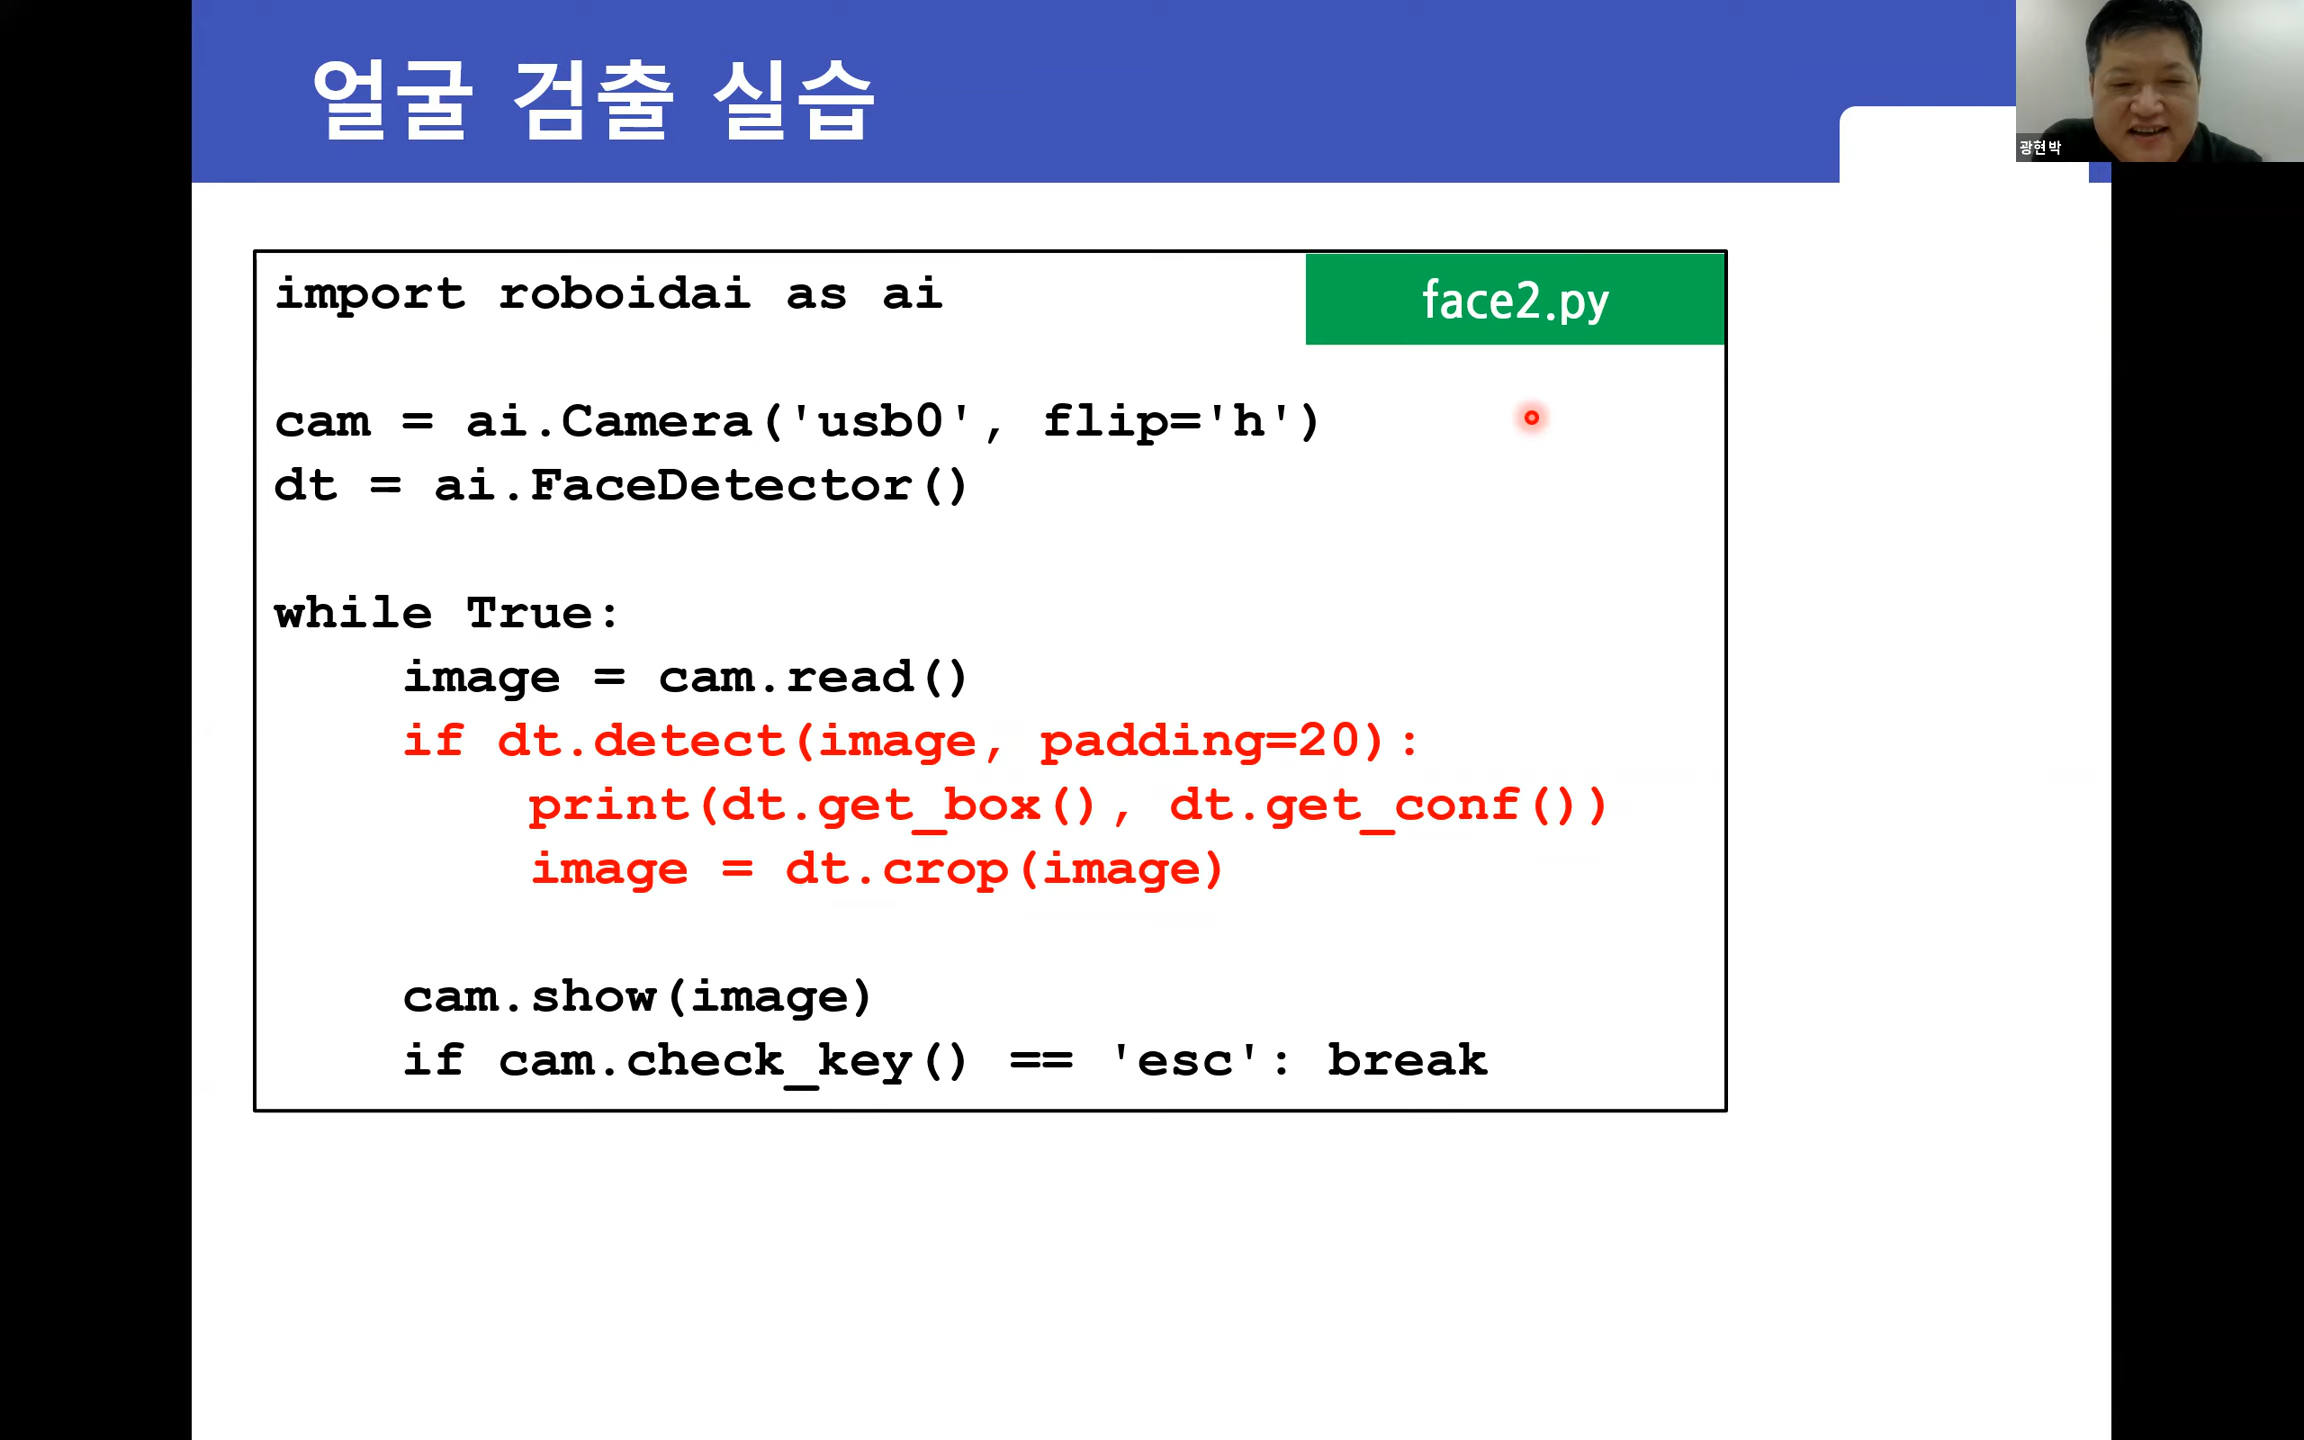 얼굴 검출 실습
광현 박
face2.py
import roboidai as ai
cam = ai.Camera('usb0', flip='h')
dt = ai.FaceDetector()
while True:
    image = cam.read()
    if dt.detect(image, padding=20):
        print(dt.get_box(), dt.get_conf())
        image = dt.crop(image)
    cam.show(image)
    if cam.check_key() == 'esc': break